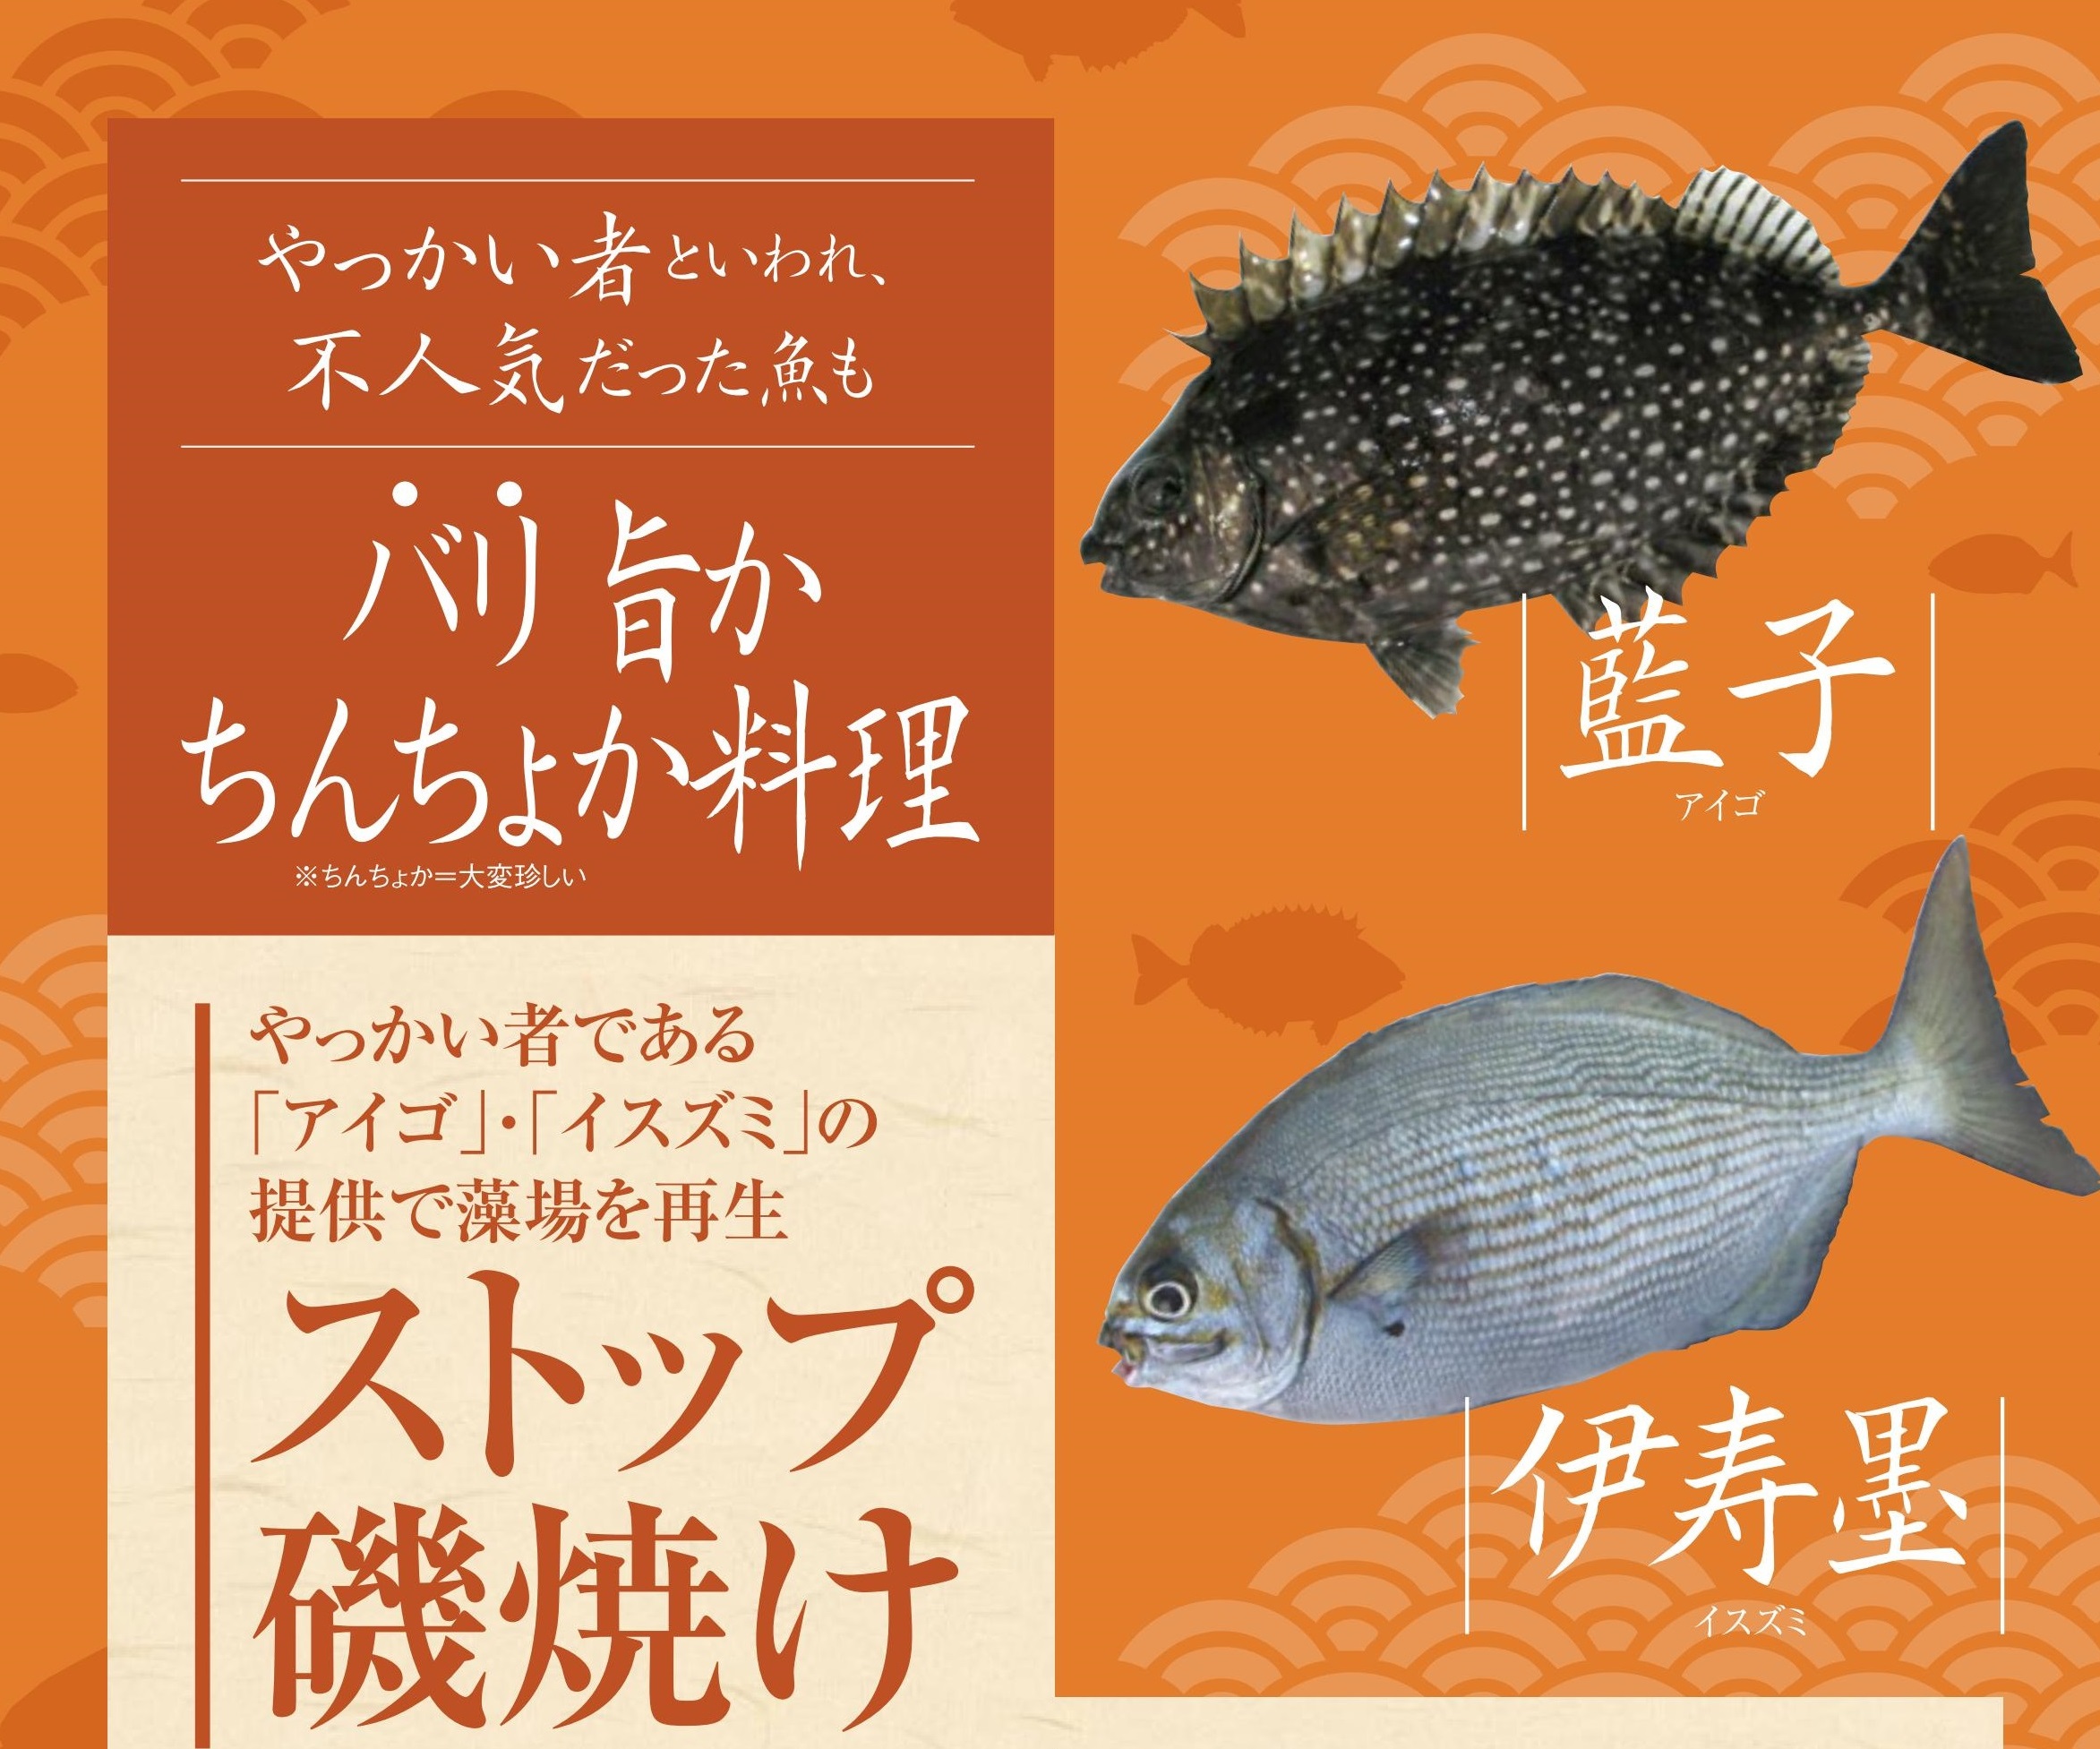 やっかい者といわれ、
不人気だった魚も
バリ旨か
ちんちょか料理
※ちんちょか＝大変珍しい
藍子
アイゴ
伊寿墨
イスズミ
やっかい者である
「アイゴ」・「イスズミ」の
提供で藻場を再生
ストップ
磯焼け